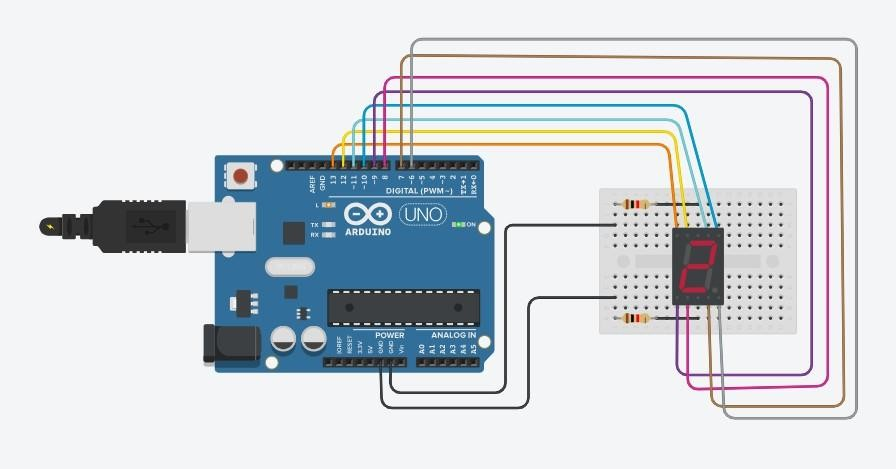 AREF
GND
13
12
~11
~10
~9
8
7
~6
~5
4
~3
2
TX→1
RX←0
DIGITAL (PWM~)
L
TX
RX
ARDUINO
UNO
ON
2
POWER
ANALOG IN
IOREF
RESET
3.3V
5V
GND
GND
Vin
A0
A1
A2
A3
A4
A5